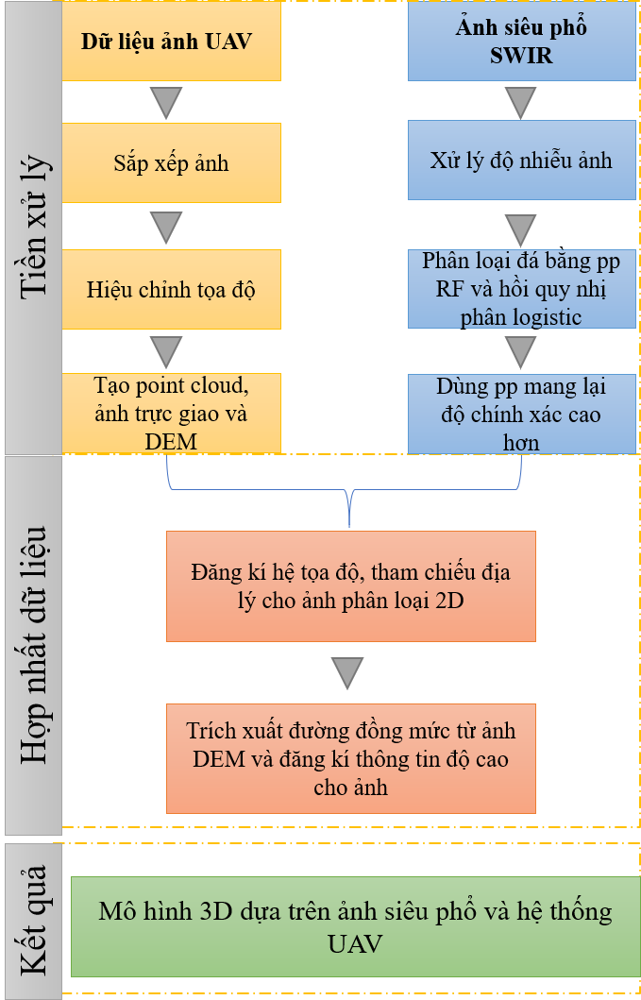 Tiền xử lý
Dữ liệu ảnh UAV
Sắp xếp ảnh
Hiệu chỉnh tọa độ
Tạo point cloud,
ảnh trực giao và
DEM
Ảnh siêu phổ
SWIR
Xử lý độ nhiễu ảnh
Phân loại đá bằng pp
RF và hồi quy nhị
phân logistic
Dùng pp mang lại
độ chính xác cao
hơn
Hợp nhất dữ liệu
Đăng kí hệ tọa độ, tham chiếu địa
lý cho ảnh phân loại 2D
Trích xuất đường đồng mức từ ảnh
DEM và đăng kí thông tin độ cao
cho ảnh
Kết quả
Mô hình 3D dựa trên ảnh siêu phổ và hệ thống
UAV